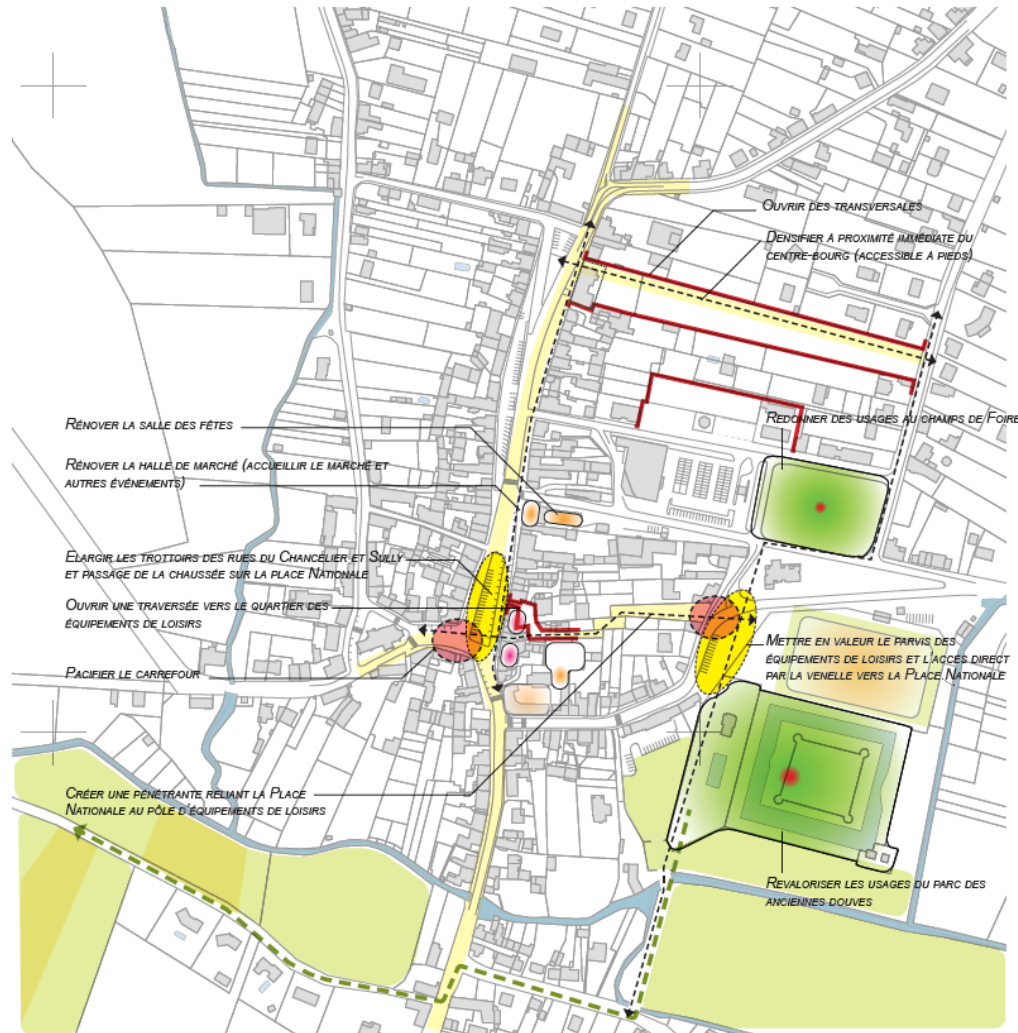 Ouvrir des transversales
Densifier à proximité immédiate du
centre-bourg (accessible à pieds)
Redonner des usages au champs de Foire
Rénover la salle des fêtes
Rénover la halle de marché (accueillir le marché et
autres événements)
Elargir les trottoirs des rues du Chancelier et Sully
et passage de la chaussée sur la place Nationale
Ouvrir une traversée vers le quartier des
équipements de loisirs
Pacifier le carrefour
Mettre en valeur le parvis des
équipements de loisirs et l'accès direct
par la venelle vers la Place Nationale
Créer une pénétrante reliant la Place
Nationale au pôle d'équipements de loisirs
Revaloriser les usages du parc des
anciennes douves